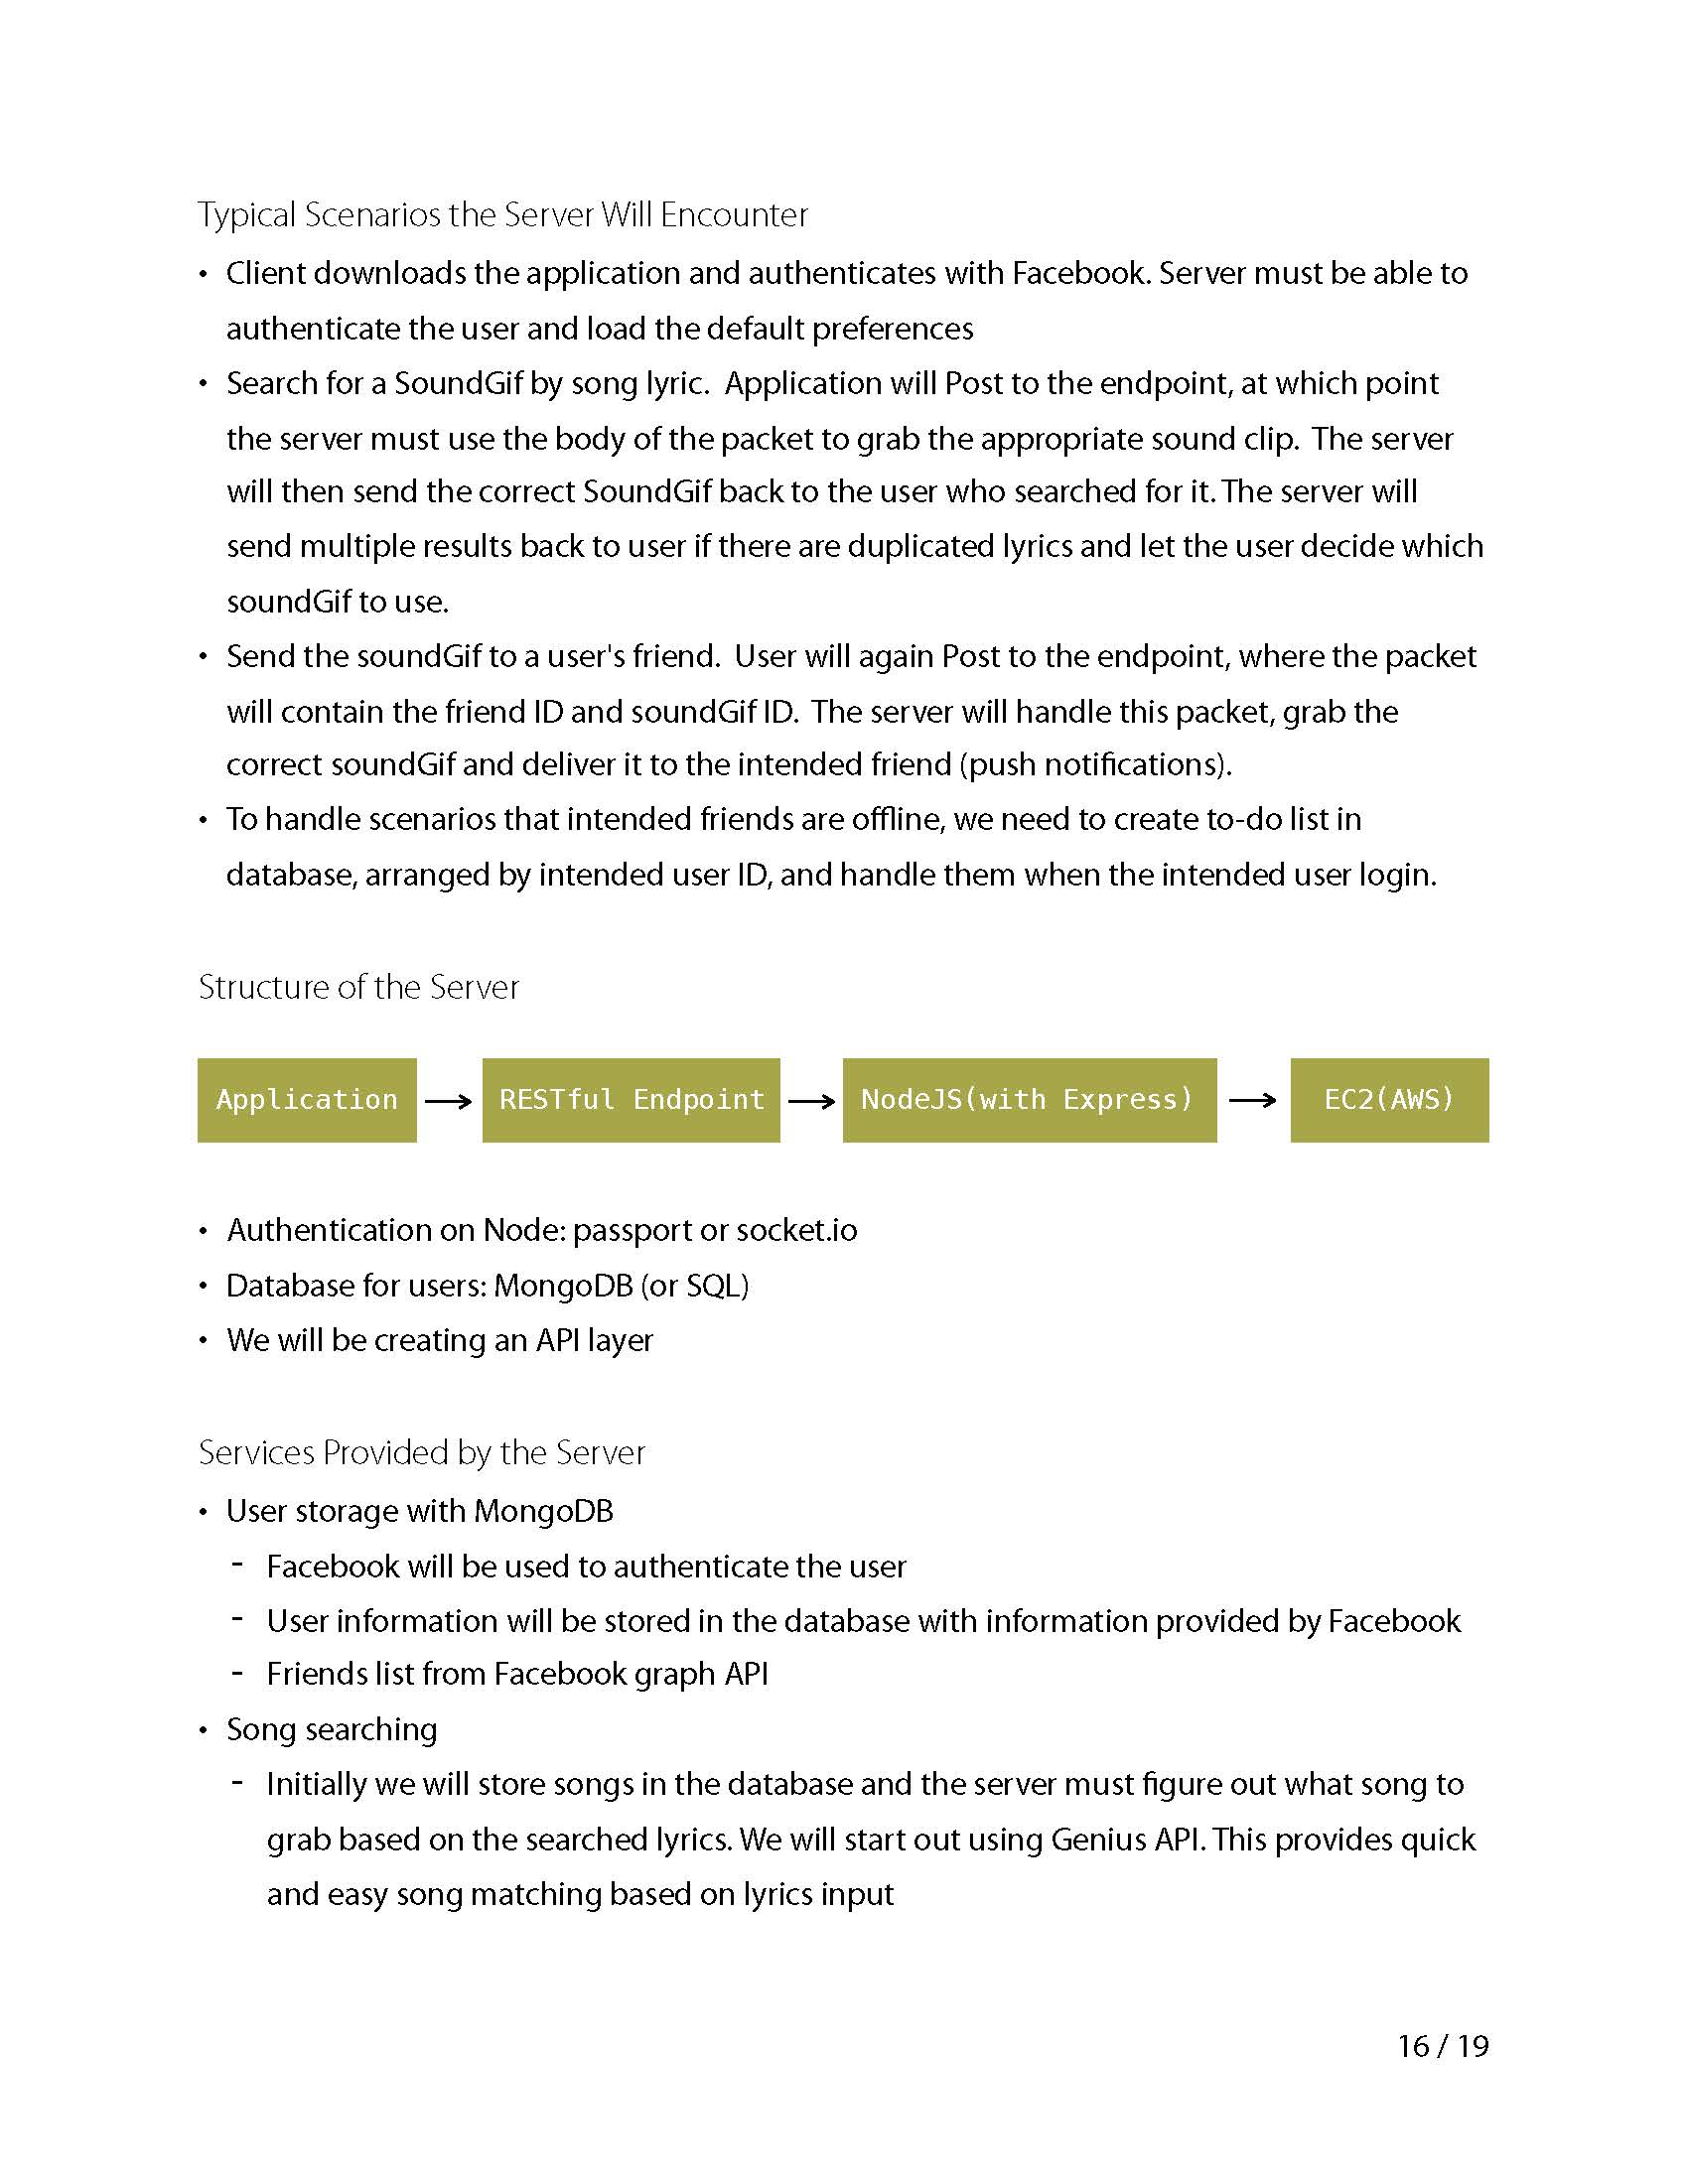 Typical Scenarios the Server Will Encounter
• Client downloads the application and authenticates with Facebook. Server must be able to
authenticate the user and load the default preferences
• Search for a SoundGif by song lyric.  Application will Post to the endpoint, at which point
the server must use the body of the packet to grab the appropriate sound clip.  The server
will then send the correct SoundGif back to the user who searched for it. The server will
send multiple results back to user if there are duplicated lyrics and let the user decide which
soundGif to use.
• Send the soundGif to a user's friend.  User will again Post to the endpoint, where the packet
will contain the friend ID and soundGif ID.  The server will handle this packet, grab the
correct soundGif and deliver it to the intended friend (push notifications).
• To handle scenarios that intended friends are offline, we need to create to-do list in
database, arranged by intended user ID, and handle them when the intended user login.
Structure of the Server
Application → RESTful Endpoint → NodeJS(with Express) → EC2(AWS)
• Authentication on Node: passport or socket.io
• Database for users: MongoDB (or SQL)
• We will be creating an API layer
Services Provided by the Server
• User storage with MongoDB
- Facebook will be used to authenticate the user
- User information will be stored in the database with information provided by Facebook
- Friends list from Facebook graph API
• Song searching
- Initially we will store songs in the database and the server must figure out what song to
grab based on the searched lyrics. We will start out using Genius API. This provides quick
and easy song matching based on lyrics input
16 / 19